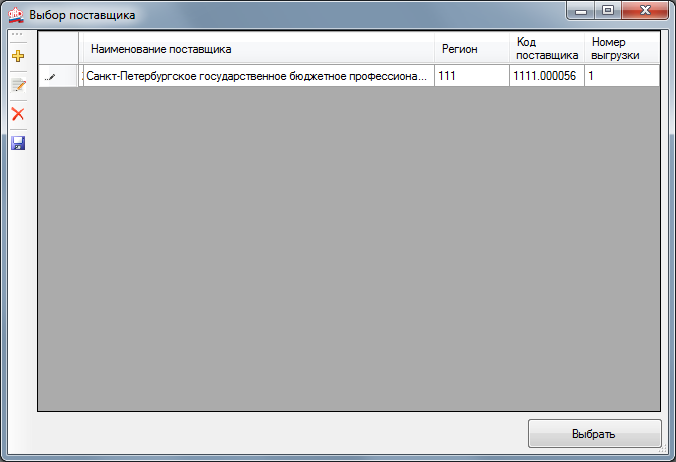 Выбор поставщика
Наименование поставщика
Регион
Код
поставщика
Номер
выгрузки
Санкт-Петербургское государственное бюджетное профессиона...
111
1111.000056
1
Выбрать